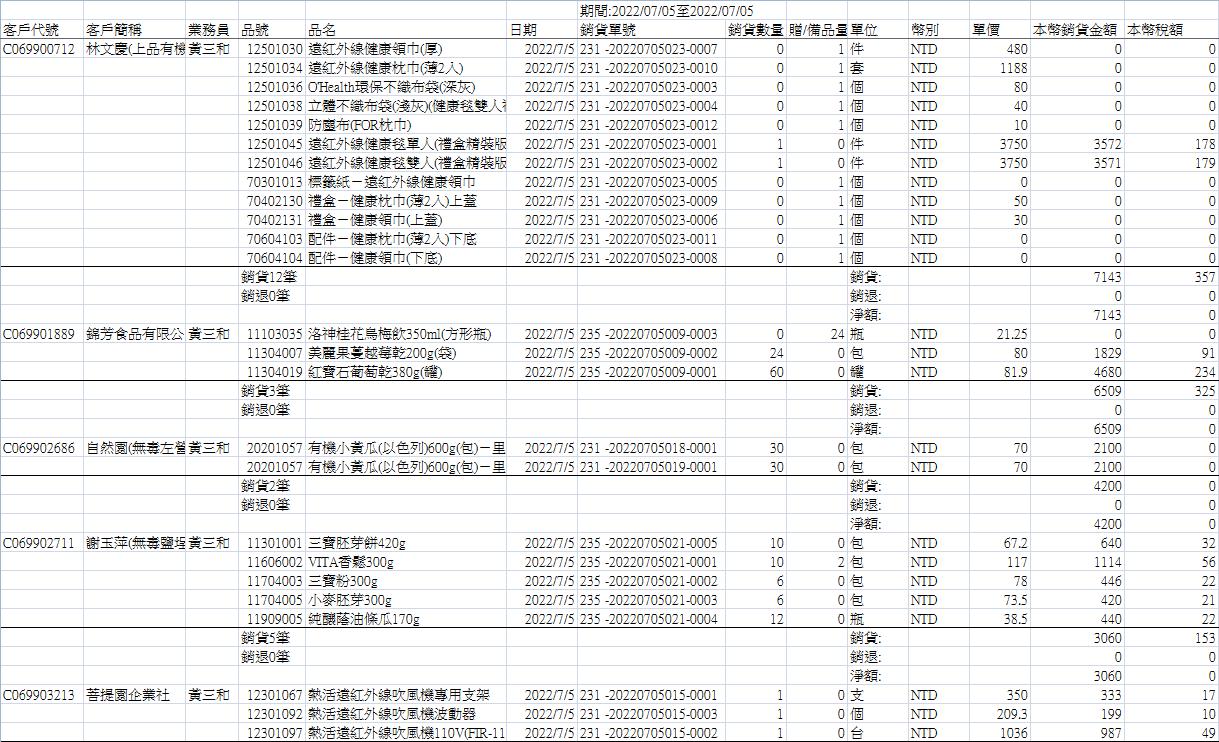 期間:2022/07/05至2022/07/05
客戶代號 客戶簡稱 業務員 品號 品名 日期 銷貨單號 銷貨數量 贈/備品量 單位 幣別 單價 本幣銷貨金額 本幣稅額
C069900712 林文慶(上品有機 黃三和 12501030 遠紅外線健康領巾(厚) 2022/7/5 231 -20220705023-0007 0 1 件 NTD 480 0 0
12501034 遠紅外線健康枕巾(薄2入) 2022/7/5 231 -20220705023-0010 0 1 套 NTD 1188 0 0
12501036 O'Health環保不織布袋(深灰) 2022/7/5 231 -20220705023-0003 0 1 個 NTD 80 0 0
12501038 立體不織布袋(淺灰)(健康毯雙人 2022/7/5 231 -20220705023-0004 0 1 個 NTD 40 0 0
12501039 防塵布(FOR枕巾) 2022/7/5 231 -20220705023-0012 0 1 個 NTD 10 0 0
12501045 遠紅外線健康毯單人(禮盒精裝版 2022/7/5 231 -20220705023-0001 1 0 件 NTD 3750 3572 178
12501046 遠紅外線健康毯雙人(禮盒精裝版 2022/7/5 231 -20220705023-0002 1 0 件 NTD 3750 3571 179
70301013 標籤紙－遠紅外線健康領巾 2022/7/5 231 -20220705023-0005 0 1 個 NTD 0 0 0
70402130 禮盒－健康枕巾(薄2入)上蓋 2022/7/5 231 -20220705023-0009 0 1 個 NTD 50 0 0
70402131 禮盒－健康領巾(上蓋) 2022/7/5 231 -20220705023-0006 0 1 個 NTD 30 0 0
70604103 配件－健康枕巾(薄2入)下底 2022/7/5 231 -20220705023-0011 0 1 個 NTD 0 0 0
70604104 配件－健康領巾(下底) 2022/7/5 231 -20220705023-0008 0 1 個 NTD 0 0 0
銷貨12筆 銷貨: 7143 357
銷退0筆 銷退: 0 0
淨額: 7143 0
C069901889 錦芳食品有限公 黃三和 11103035 洛神桂花烏梅飲350ml(方形瓶) 2022/7/5 235 -20220705009-0003 0 24 瓶 NTD 21.25 0 0
11304007 美麗果蔓越莓乾200g(袋) 2022/7/5 235 -20220705009-0002 24 0 包 NTD 80 1829 91
11304019 紅寶石葡萄乾380g(罐) 2022/7/5 235 -20220705009-0001 60 0 罐 NTD 81.9 4680 234
銷貨3筆 銷貨: 6509 325
銷退0筆 銷退: 0 0
淨額: 6509 0
C069902686 自然園(無毒左營 黃三和 20201057 有機小黃瓜(以色列)600g(包)－里 2022/7/5 231 -20220705018-0001 30 0 包 NTD 70 2100 0
20201057 有機小黃瓜(以色列)600g(包)－里 2022/7/5 231 -20220705019-0001 30 0 包 NTD 70 2100 0
銷貨2筆 銷貨: 4200 0
銷退0筆 銷退: 0 0
淨額: 4200 0
C069902711 謝玉萍(無毒鹽埕 黃三和 11301001 三寶胚芽餅420g 2022/7/5 235 -20220705021-0005 10 0 包 NTD 67.2 640 32
11606002 VITA香鬆300g 2022/7/5 235 -20220705021-0001 10 2 包 NTD 117 1114 56
11704003 三寶粉300g 2022/7/5 235 -20220705021-0002 6 0 包 NTD 78 446 22
11704005 小麥胚芽300g 2022/7/5 235 -20220705021-0003 6 0 包 NTD 73.5 420 21
11909005 純釀蔭油條瓜170g 2022/7/5 235 -20220705021-0004 12 0 瓶 NTD 38.5 440 22
銷貨5筆 銷貨: 3060 153
銷退0筆 銷退: 0 0
淨額: 3060 0
C069903213 菩提園企業社 黃三和 12301067 熱活遠紅外線吹風機專用支架 2022/7/5 231 -20220705015-0001 1 0 支 NTD 350 333 17
12301092 熱活遠紅外線吹風機波動器 2022/7/5 231 -20220705015-0003 1 0 個 NTD 209.3 199 10
12301097 熱活遠紅外線吹風機110V(FIR-11 2022/7/5 231 -20220705015-0002 1 0 台 NTD 1036 987 49